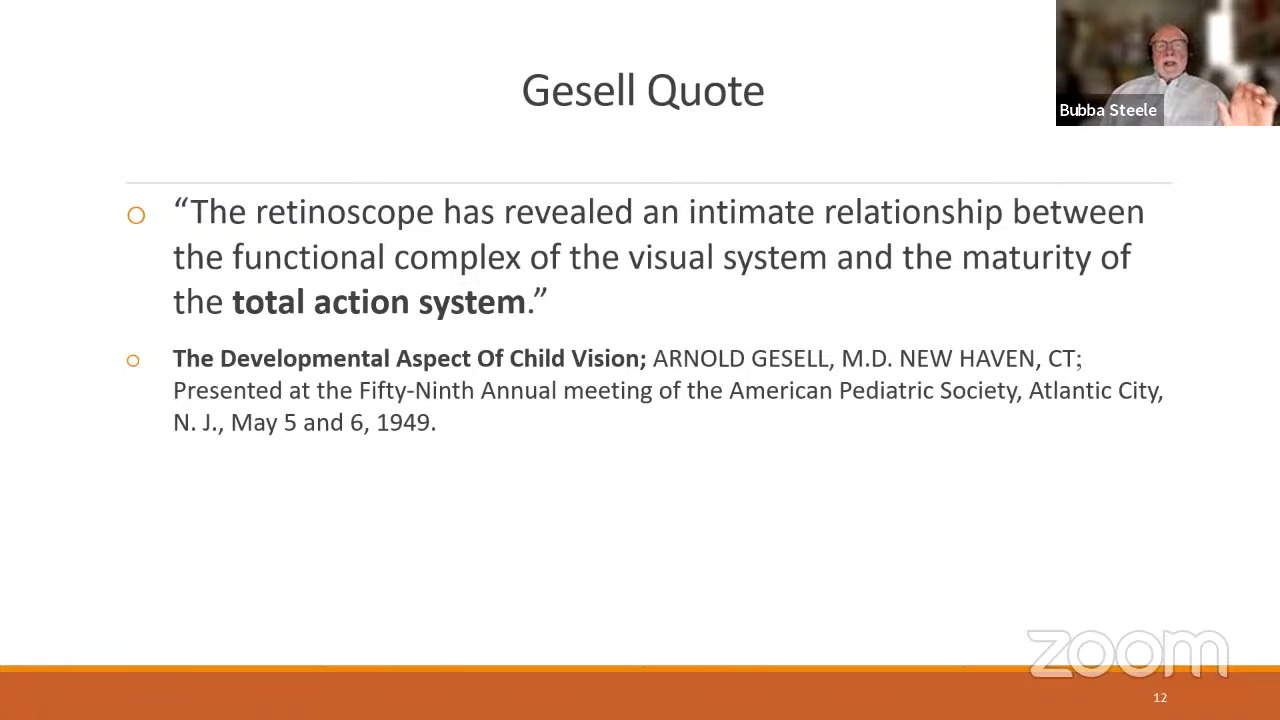 Gesell Quote
Bubba Steele
“The retinoscope has revealed an intimate relationship between
the functional complex of the visual system and the maturity of
the total action system.”
The Developmental Aspect Of Child Vision; ARNOLD GESELL, M.D. NEW HAVEN, CT;
Presented at the Fifty-Ninth Annual meeting of the American Pediatric Society, Atlantic City,
N. J., May 5 and 6, 1949.
zoom
12